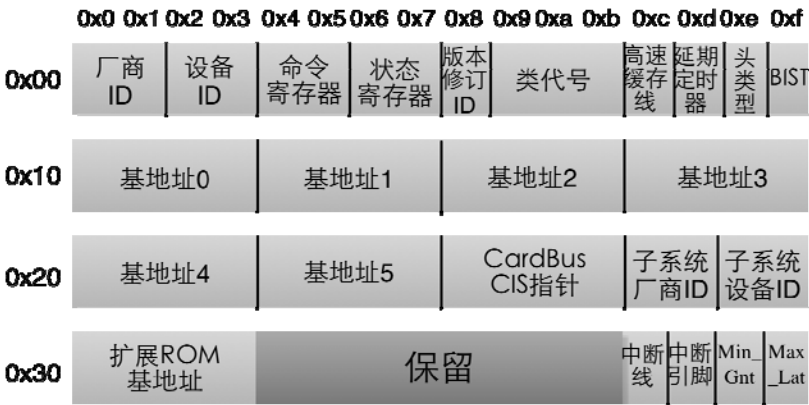 0x0 0x1 0x2 0x3 0x4 0x5 0x6 0x7 0x8 0x9 0xa 0xb 0xc 0xd 0xe 0xf
0x00
厂商
ID
设备
ID
命令
寄存器
状态
寄存器
版本
修订
ID
类代号
高速
缓存
线
延期
定时
器
头
类
型
BIST
0x10
基地址0
基地址1
基地址2
基地址3
0x20
基地址4
基地址5
CardBus
CIS指针
子系统
厂商ID
子系统
设备ID
0x30
扩展ROM
基地址
保留
中断
线
中断
引脚
Min_
Gnt
Max
_Lat